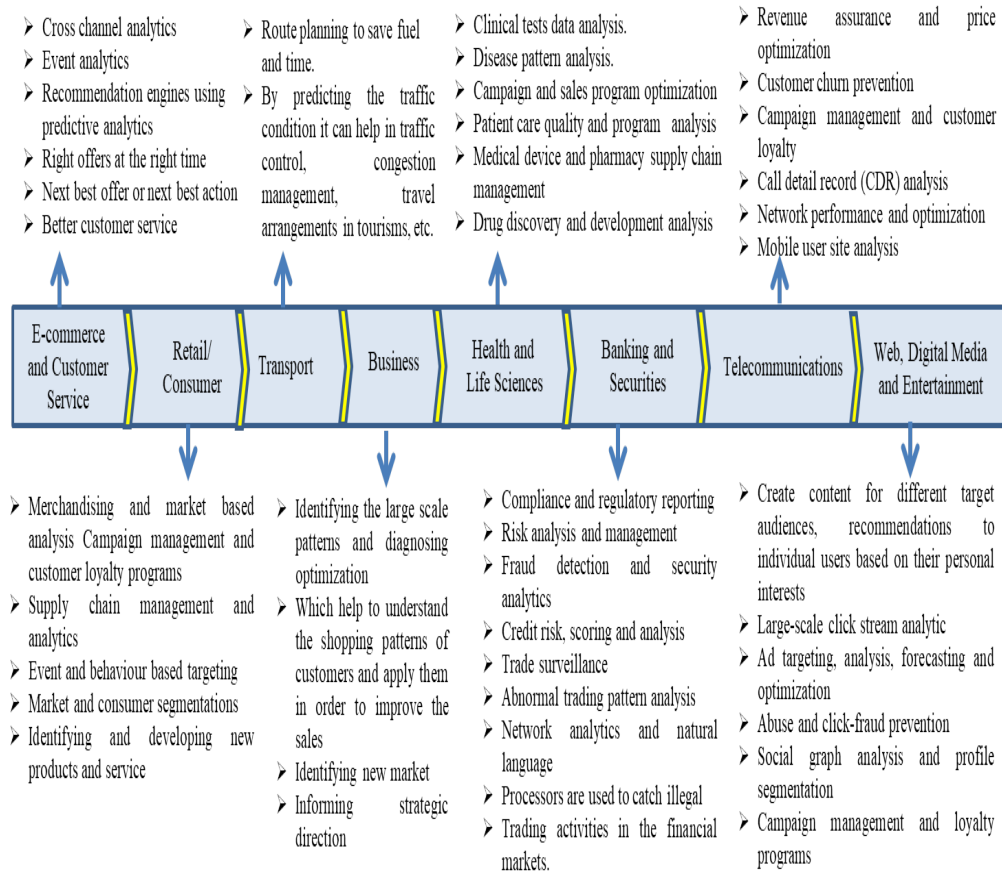 ➢ Cross channel analytics
➢ Event analytics
➢ Recommendation engines using
predictive analytics
➢ Right offers at the right time
➢ Next best offer or next best action
➢ Better customer service
➢ Route planning to save fuel
and time.
➢ By predicting the traffic
condition it can help in traffic
control, congestion
management, travel
arrangements in tourisms, etc.
➢ Clinical tests data analysis.
➢ Disease pattern analysis.
➢ Campaign and sales program optimization
➢ Patient care quality and program analysis
➢ Medical device and pharmacy supply chain
management
➢ Drug discovery and development analysis
➢ Revenue assurance and price
optimization
➢ Customer churn prevention
➢ Campaign management and customer
loyalty
➢ Call detail record (CDR) analysis
➢ Network performance and optimization
➢ Mobile user site analysis
E-commerce
and Customer
Service
Retail/
Consumer
Transport
Business
Health and
Life Sciences
Banking and
Securities
Telecommunications
Web, Digital Media
and Entertainment
➢ Merchandising and market based
analysis Campaign management and
customer loyalty programs
➢ Supply chain management and
analytics
➢ Event and behaviour based targeting
➢ Market and consumer segmentations
➢ Identifying and developing new
products and service
➢ Identifying the large scale
patterns and diagnosing
optimization
➢ Which help to understand
the shopping patterns of
customers and apply them
in order to improve the
sales
➢ Identifying new market
➢ Informing strategic
direction
➢ Compliance and regulatory reporting
➢ Risk analysis and management
➢ Fraud detection and security
analytics
➢ Credit risk, scoring and analysis
➢ Trade surveillance
➢ Abnormal trading pattern analysis
➢ Network analytics and natural
language
➢ Processors are used to catch illegal
➢ Trading activities in the financial
markets.
➢ Create content for different target
audiences, recommendations to
individual users based on their personal
interests
➢ Large-scale click stream analytic
➢ Ad targeting, analysis, forecasting and
optimization
➢ Abuse and click-fraud prevention
➢ Social graph analysis and profile
segmentation
➢ Campaign management and loyalty
programs